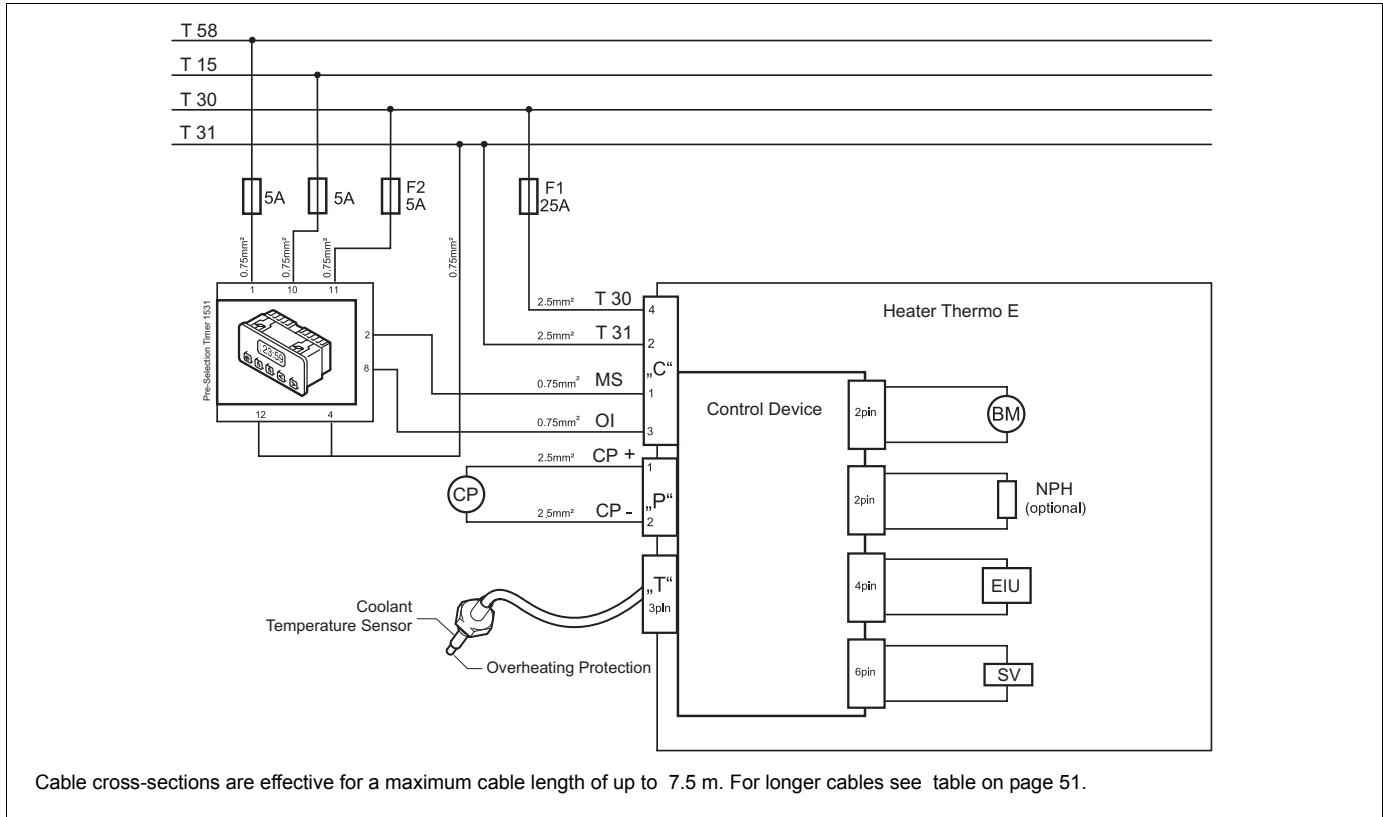 T 58
T 15
T 30
T 31
5A
5A
F2
5A
F1
25A
0.75mm²
0.75mm²
0.75mm²
0.75mm²
1
10
11
Pre-Selection Timer 1531
23:59
2
8
12
4
2.5mm² T 30
4
2.5mm² T 31
2
„C“
0.75mm² MS
1
0.75mm² OI
3
2.5mm² CP +
1
CP
„P“
2.5mm² CP -
2
„T“
3pin
Coolant
Temperature Sensor
Overheating Protection
Heater Thermo E
Control Device
2pin
BM
2pin
NPH
(optional)
4pin
EIU
6pin
SV
Cable cross-sections are effective for a maximum cable length of up to 7.5 m. For longer cables see table on page 51.